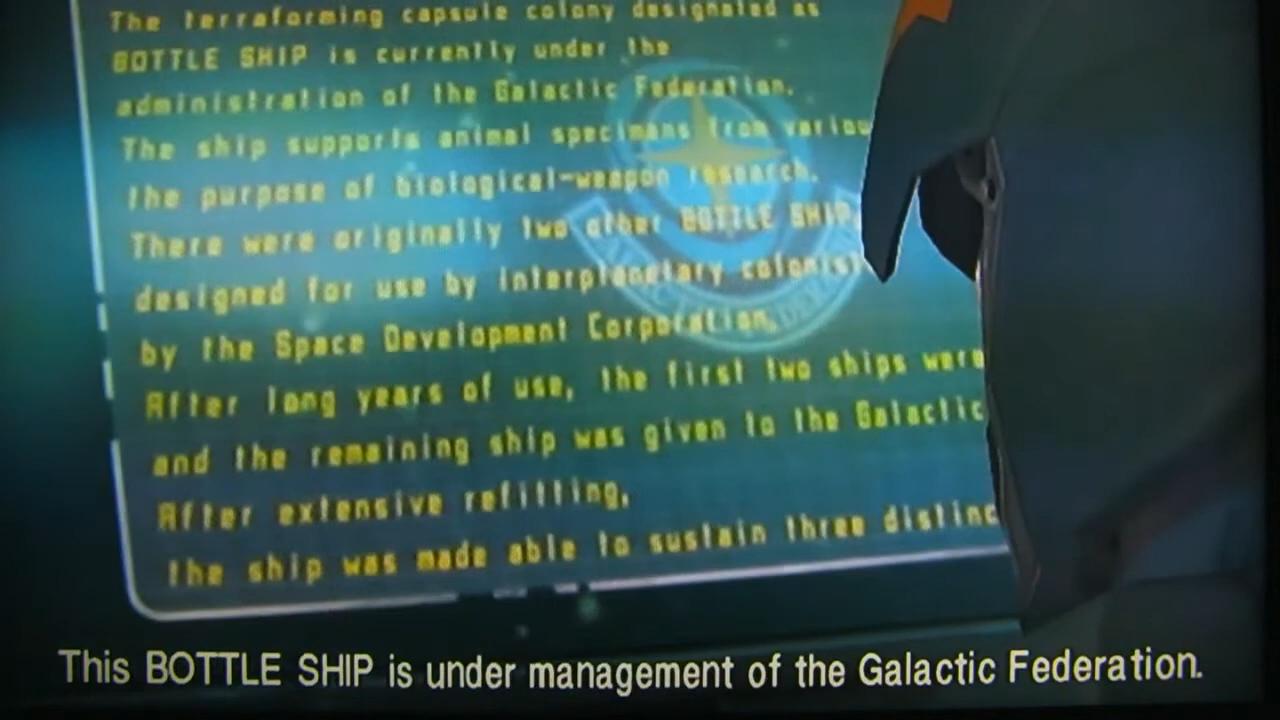 The terraforming capsule colony designated as
BOTTLE SHIP is currently under the
administration of the Galactic Federation.
The ship supports animal specimens from variou
the purpose of biological-weapon research.
There were originally two other BOTTLE SHIP
designed for use by interplanetary colonist
by the Space Development Corporation.
After long years of use, the first two ships were
and the remaining ship was given to the Galactic
After extensive refitting,
the ship was made able to sustain three distinc
This BOTTLE SHIP is under management of the Galactic Federation.